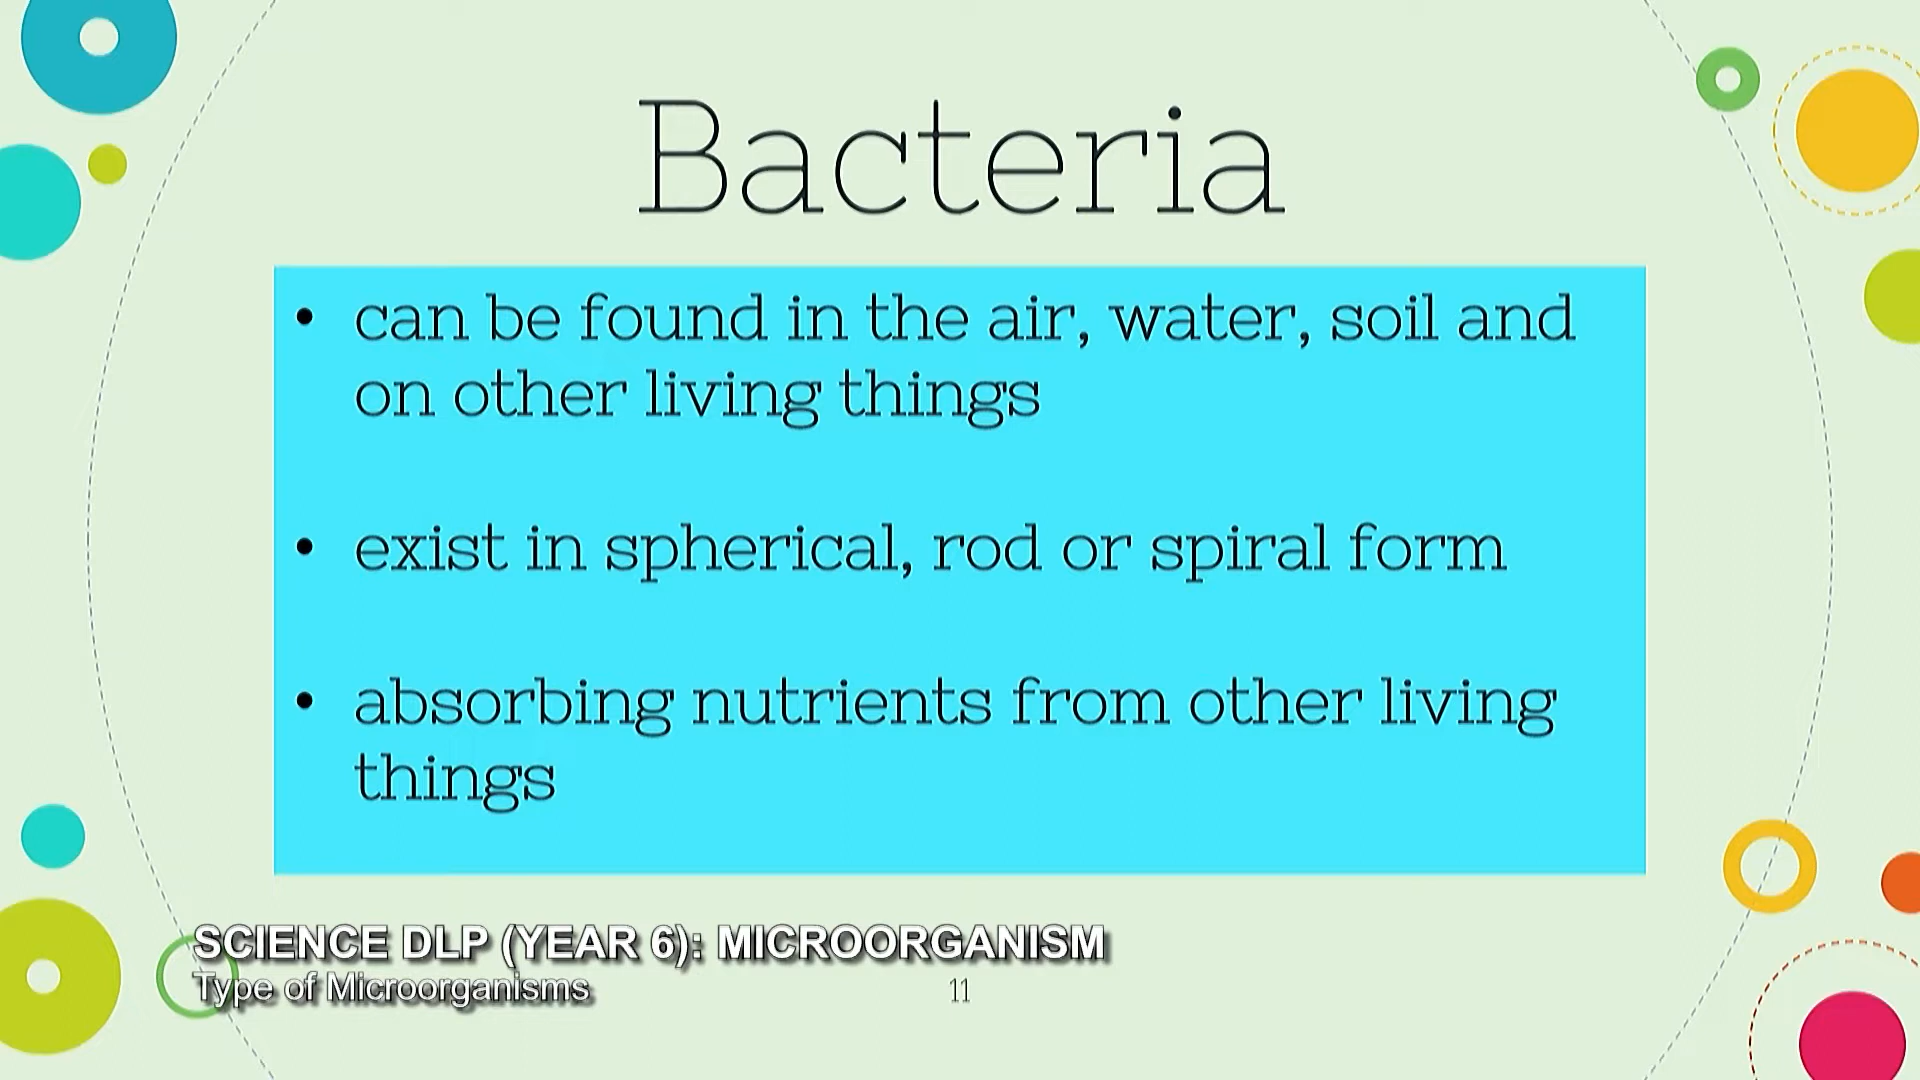 Bacteria
• can be found in the air, water, soil and
on other living things
• exist in spherical, rod or spiral form
• absorbing nutrients from other living
things
SCIENCE DLP (YEAR 6): MICROORGANISM
Type of Microorganisms
11